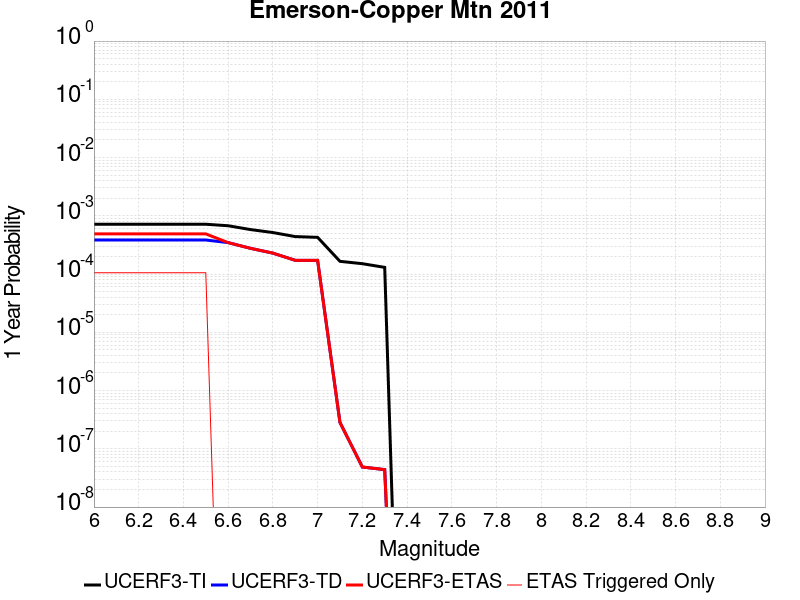 Emerson-Copper Mtn 2011
1 Year Probability
10^0
10^-1
10^-2
10^-3
10^-4
10^-5
10^-6
10^-7
10^-8
6 6.2 6.4 6.6 6.8 7 7.2 7.4 7.6 7.8 8 8.2 8.4 8.6 8.8 9
Magnitude
UCERF3-TI UCERF3-TD UCERF3-ETAS ETAS Triggered Only